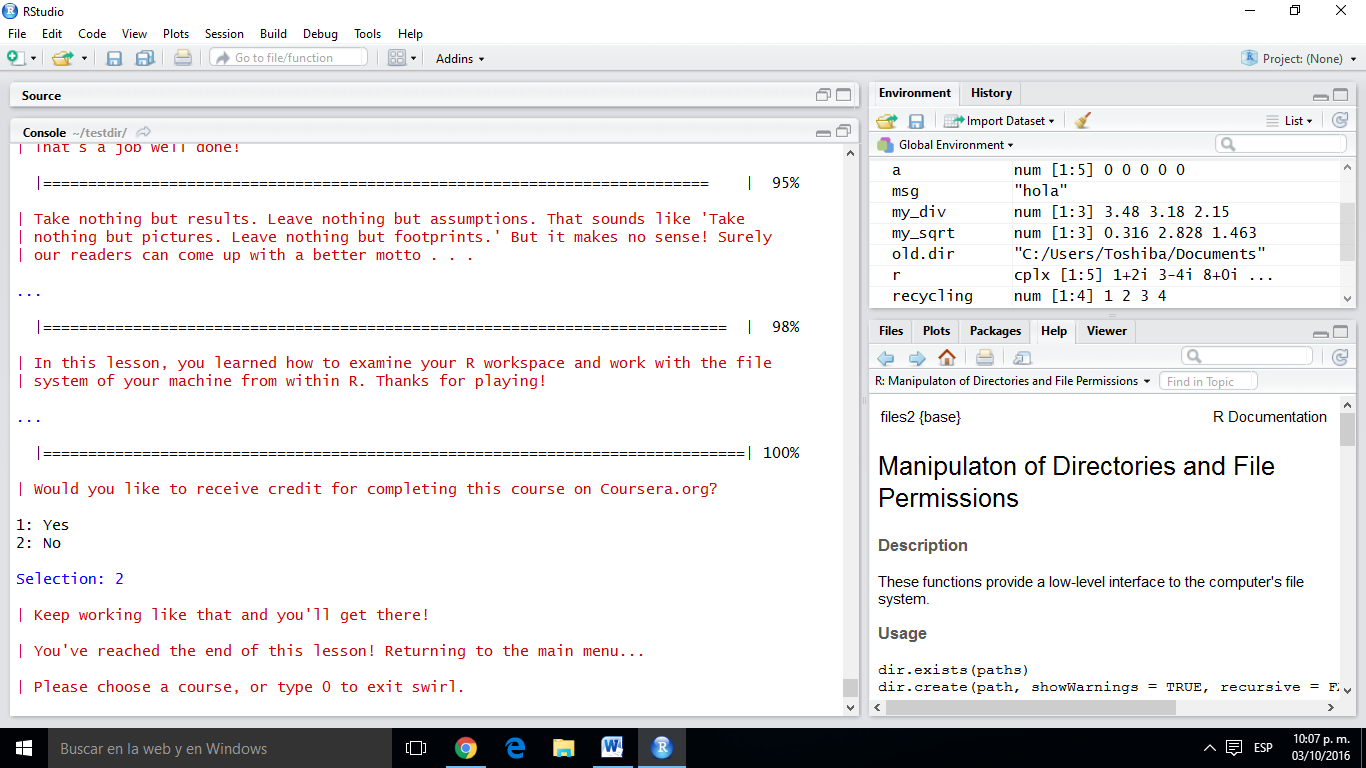 RStudio
File Edit Code View Plots Session Build Debug Tools Help
Go to file/function Addins Project: (None)
Source
Console ~/testdir/
| That's a job well done!
|=========================================================================== | 95%
| Take nothing but results. Leave nothing but assumptions. That sounds like 'Take
| nothing but pictures. Leave nothing but footprints.' But it makes no sense! Surely
| our readers can come up with a better motto . . .
...
|============================================================================= | 98%
| In this lesson, you learned how to examine your R workspace and work with the file
| system of your machine from within R. Thanks for playing!
...
|===============================================================================| 100%
| Would you like to receive credit for completing this course on Coursera.org?
1: Yes
2: No
Selection: 2
| Keep working like that and you'll get there!
| You've reached the end of this lesson! Returning to the main menu...
| Please choose a course, or type 0 to exit swirl.
Environment History
Import Dataset List
Global Environment
a num [1:5] 0 0 0 0 0
msg "hola"
my_div num [1:3] 3.48 3.18 2.15
my_sqrt num [1:3] 0.316 2.828 1.463
old.dir "C:/Users/Toshiba/Documents"
r cplx [1:5] 1+2i 3-4i 8+0i ...
recycling num [1:4] 1 2 3 4
Files Plots Packages Help Viewer
R: Manipulaton of Directories and File Permissions Find in Topic
files2 {base} R Documentation
Manipulaton of Directories and File
Permissions
Description
These functions provide a low-level interface to the computer's file
system.
Usage
dir.exists(paths)
dir.create(path, showWarnings = TRUE, recursive = FA
Buscar en la web y en Windows
ESP
10:07 p. m.
03/10/2016